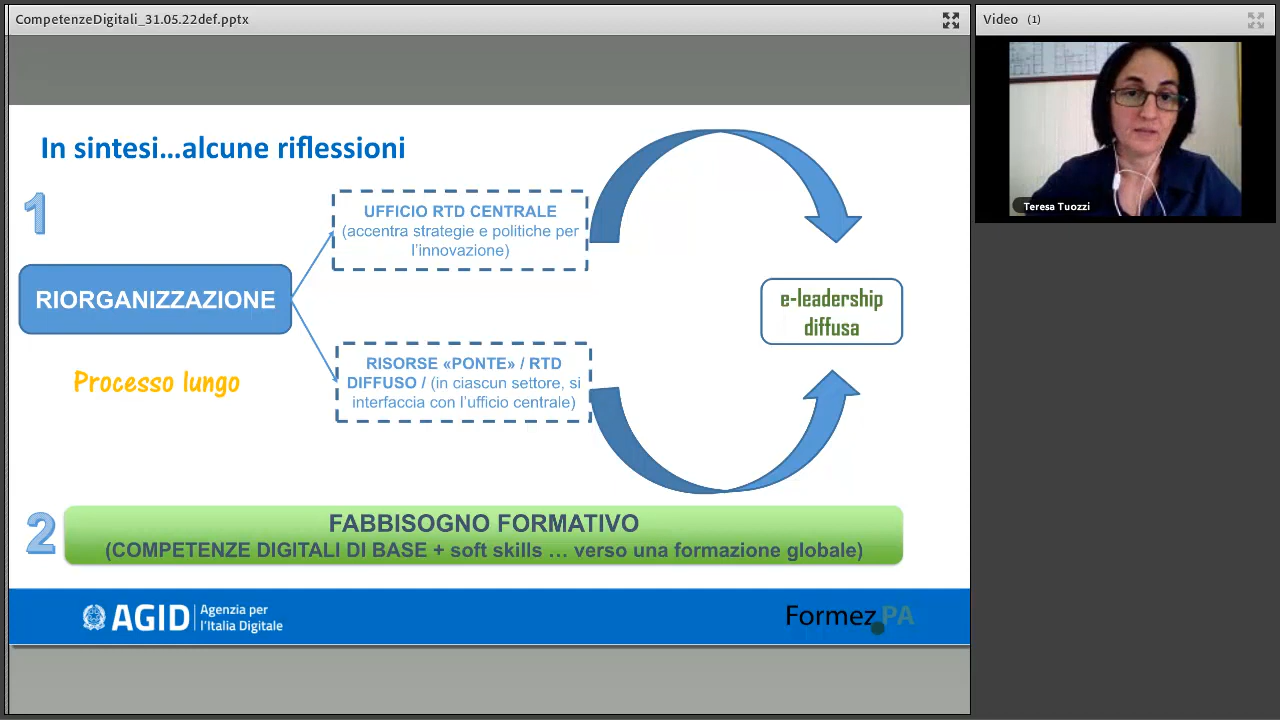 CompetenzeDigitali_31.05.22def.pptx
Video (1)
Teresa Tuozzi
In sintesi...alcune riflessioni
1
UFFICIO RTD CENTRALE
(accentra strategie e politiche per
l'innovazione)
RIORGANIZZAZIONE
e-leadership
diffusa
Processo lungo
RISORSE «PONTE» / RTD
DIFFUSO / (in ciascun settore, si
interfaccia con l'ufficio centrale)
2
FABBISOGNO FORMATIVO
(COMPETENZE DIGITALI DI BASE + soft skills ... verso una formazione globale)
AGID
Agenzia per
l'Italia Digitale
Formez PA